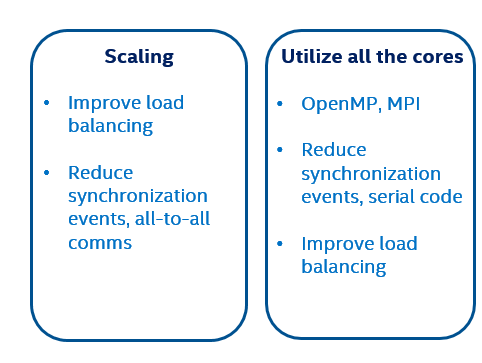 Scaling
• Improve load
balancing
• Reduce
synchronization
events, all-to-all
comms
Utilize all the cores
• OpenMP, MPI
• Reduce
synchronization
events, serial code
• Improve load
balancing